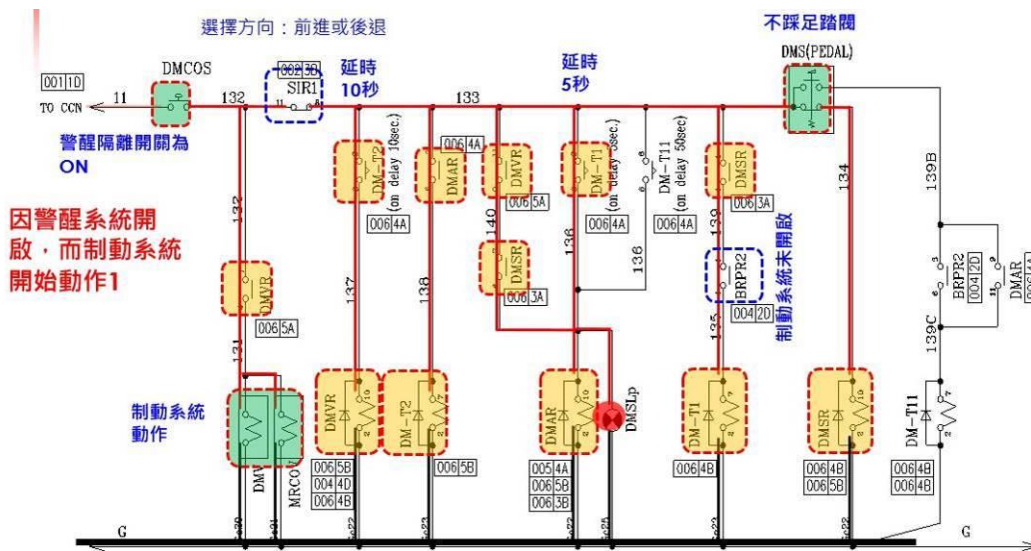 選擇方向：前進或後退
不踩足踏閥
DMS(PEDAL)
001|1D
TO CCN
11
DMCOS
132
002|3B
SIR1
11
8
延時
10秒
133
延時
5秒
警醒隔離開關為
ON
因警醒系統開
啟，而制動系統
開始動作1
132
DMVR
006|5A
131
制動系統
動作
DMV
MRCO
DM-T2
(on delay 10sec.)
006|4A
137
DMVR
006|5B
004|4D
006|4B
006|4A
DMAR
138
DM-T2
006|5B
DMVR
006|5A
140
DMSR
006|3A
DMSLp
DM-T1
(on delay 5sec.)
006|4A
136
DMAR
005|4A
006|5B
006|3B
DM-T11
(on delay 50sec.)
006|4A
136
DMSR
006|3A
139
BRPR2
004|2D
制動系統未開啟
135
DM-T1
006|4B
134
DMSR
006|4B
006|5B
139B
BRPR2
004|2D
DMAR
139C
DM-T11
006|4B
006|4B
G
G